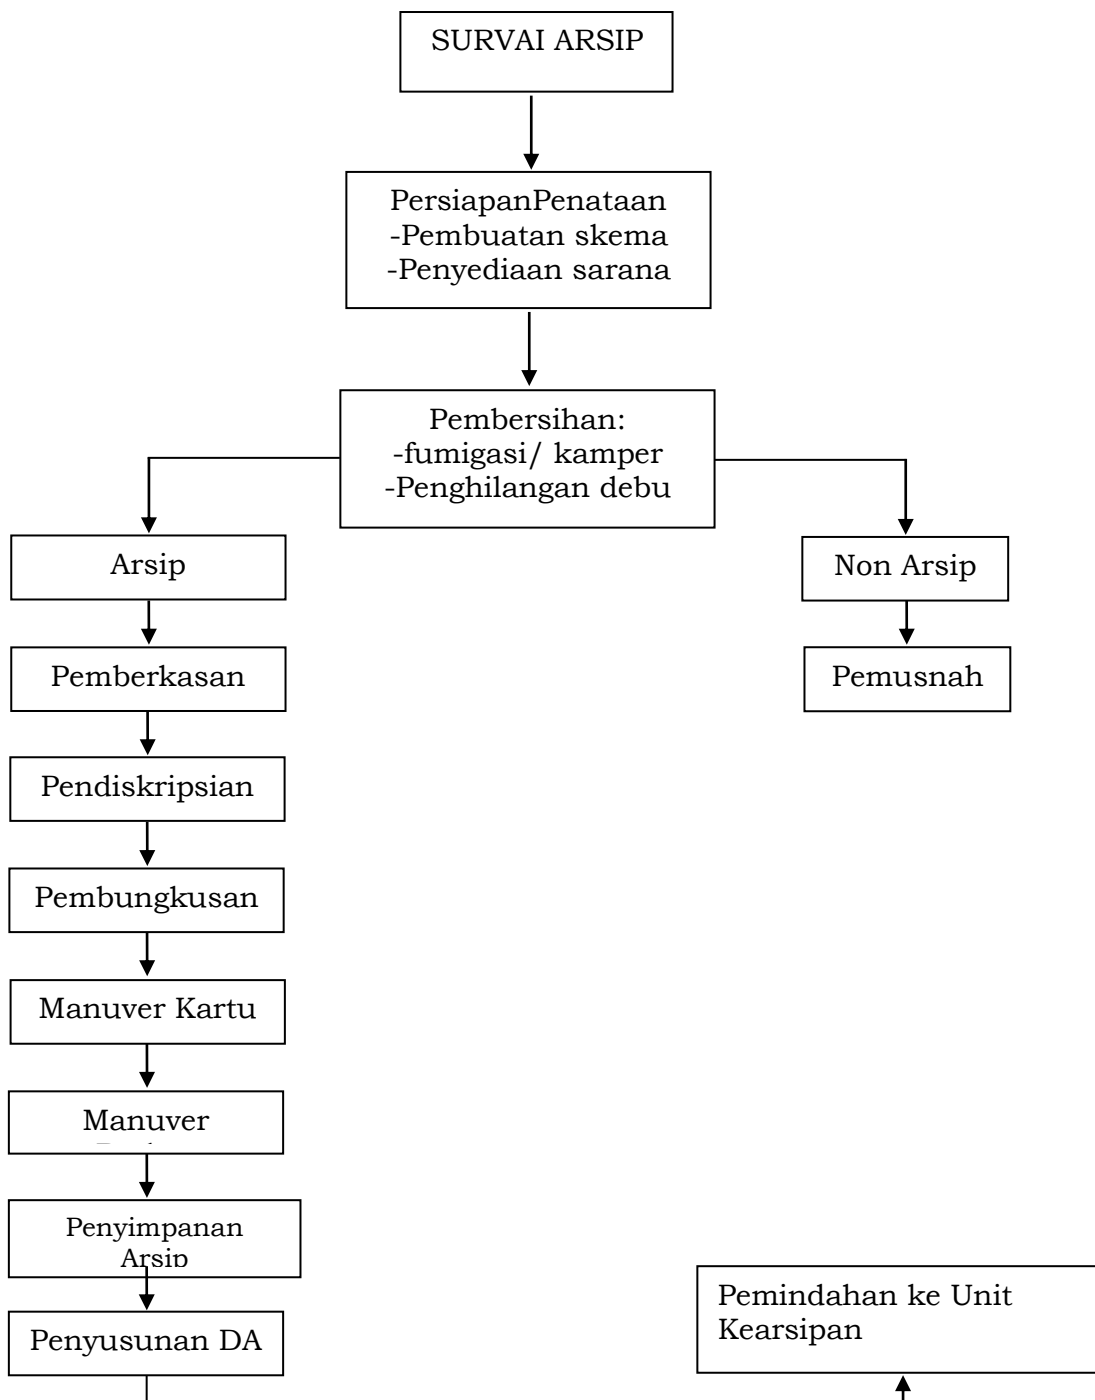 SURVAI ARSIP
PersiapanPenataan
-Pembuatan skema
-Penyediaan sarana
Pembersihan:
-fumigasi/ kamper
-Penghilangan debu
Arsip
Non Arsip
Pemberkasan
Pemusnah
Pendiskripsian
Pembungkusan
Manuver Kartu
Manuver
Penyimpanan
Arsip
Penyusunan DA
Pemindahan ke Unit
Kearsipan